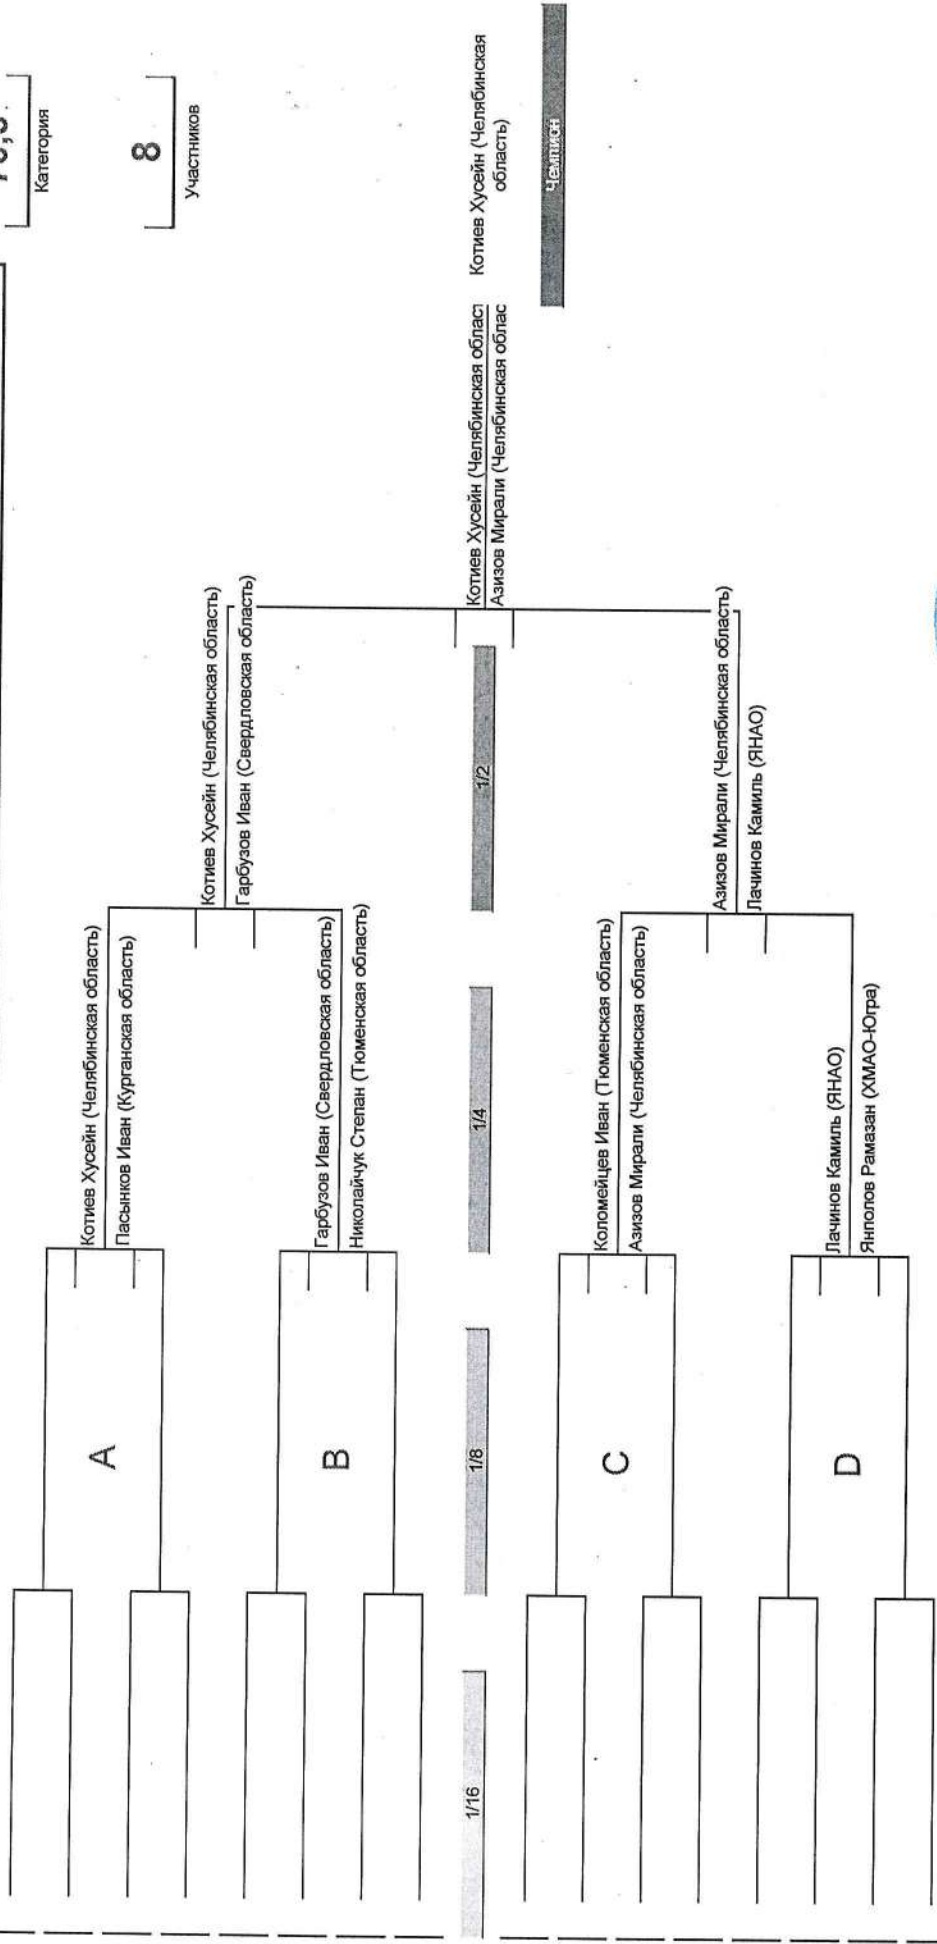 Категория
8
Участников
A
B
C
D
Котиев Хусейн (Челябинская область)
Пасынков Иван (Курганская область)
Гарбузов Иван (Свердловская область)
Николайчук Степан (Тюменская область)
Коломейцев Иван (Тюменская область)
Азизов Мирали (Челябинская область)
Лачинов Камиль (ЯНАО)
Янполов Рамазан (ХМАО-Югра)
Котиев Хусейн (Челябинская область)
Гарбузов Иван (Свердловская область)
Азизов Мирали (Челябинская область)
Лачинов Камиль (ЯНАО)
Котиев Хусейн (Челябинская област
Азизов Мирали (Челябинская облас
Котиев Хусейн (Челябинская
область)
1/16
1/8
1/4
1/2
Чемпион